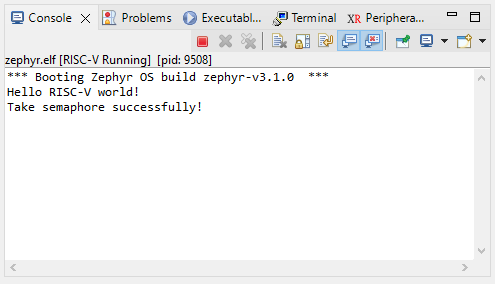 Console
Problems
Executabl...
Terminal
Periphera...
zephyr.elf [RISC-V Running] [pid: 9508]
*** Booting Zephyr OS build zephyr-v3.1.0  ***
Hello RISC-V world!
Take semaphore successfully!